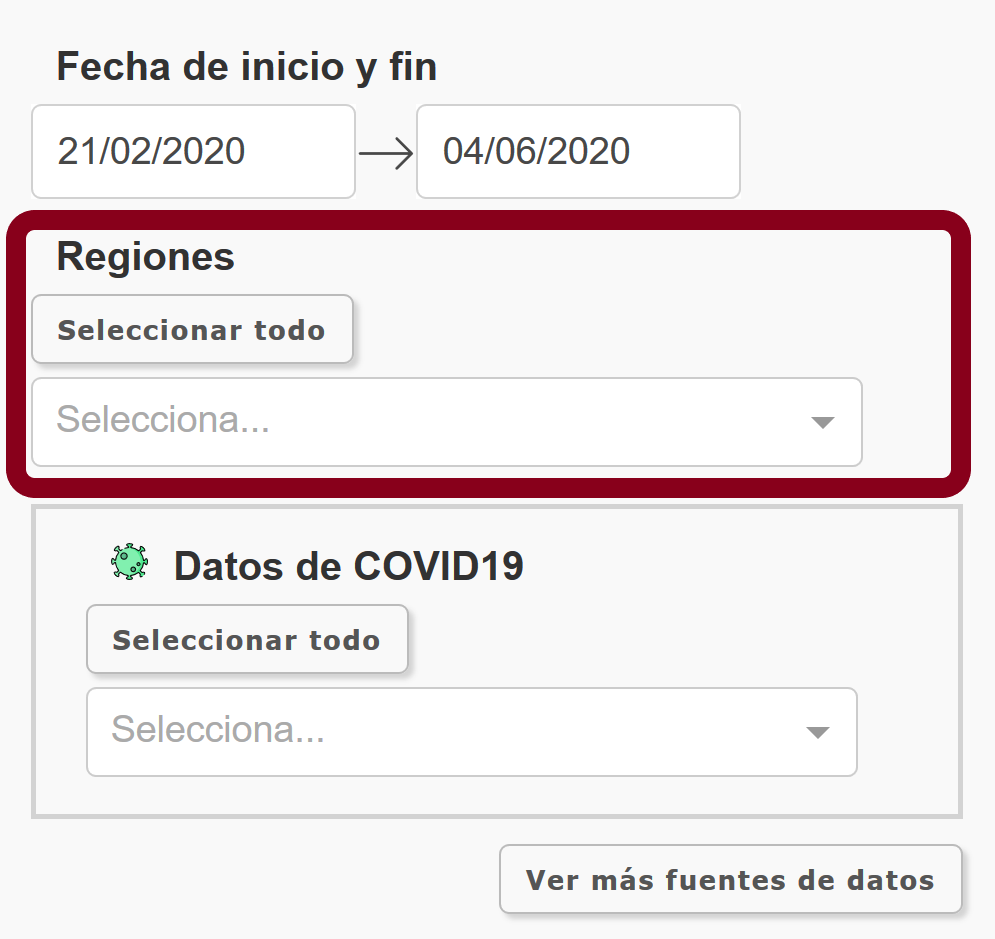 Fecha de inicio y fin
21/02/2020 → 04/06/2020
Regiones
Seleccionar todo
Selecciona...
Datos de COVID19
Seleccionar todo
Selecciona...
Ver más fuentes de datos